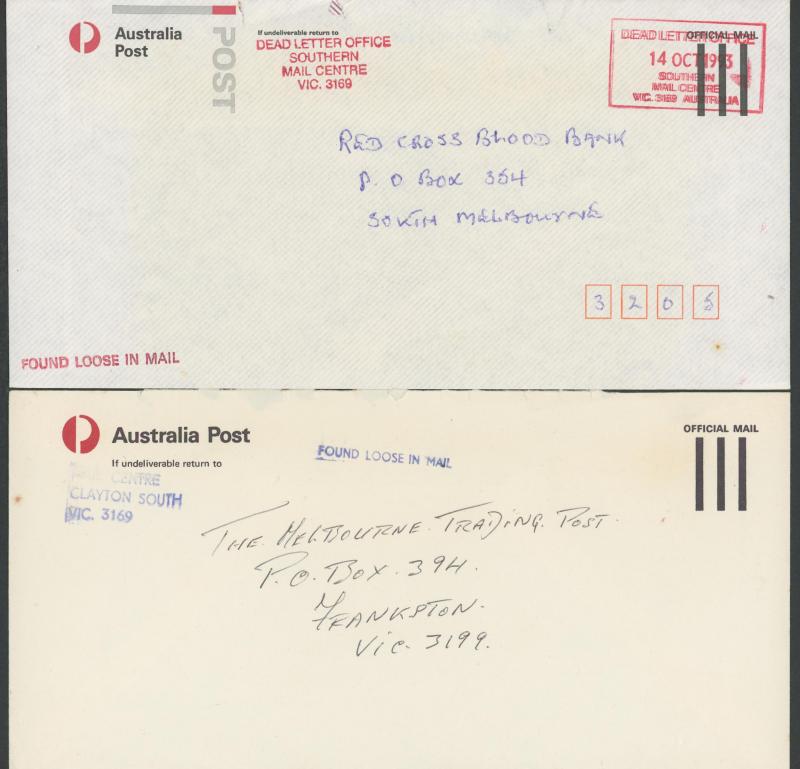 Australia
Post
POST
If undeliverable return to
DEAD LETTER OFFICE
SOUTHERN
MAIL CENTRE
VIC. 3169
OFFICIAL MAIL
DEAD LETTER OFFICE
14 OCT 1993
SOUTHERN
MAIL CENTRE
VIC. 3169 AUSTRALIA
RED CROSS BLOOD BANK
P. O BOX 354
SOUTH MELBOURNE
3 2 0 5
FOUND LOOSE IN MAIL
Australia Post
If undeliverable return to
MAIL CENTRE
CLAYTON SOUTH
VIC. 3169
FOUND LOOSE IN MAIL
OFFICIAL MAIL
THE. MELBOURNE. TRADING. POST.
P.O. BOX. 394.
FRANKSTON.
Vic. 3199.